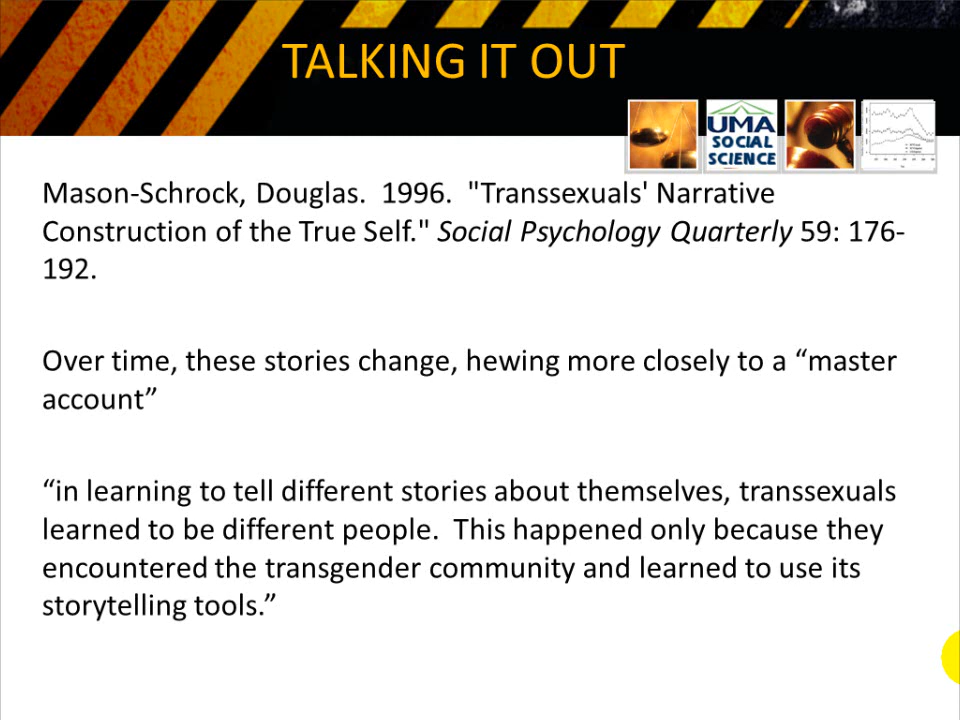 TALKING IT OUT
UMA
SOCIAL
SCIENCE
Mason-Schrock, Douglas.  1996.  "Transsexuals' Narrative
Construction of the True Self." Social Psychology Quarterly 59: 176-
192.
Over time, these stories change, hewing more closely to a “master
account”
“in learning to tell different stories about themselves, transsexuals
learned to be different people.  This happened only because they
encountered the transgender community and learned to use its
storytelling tools.”